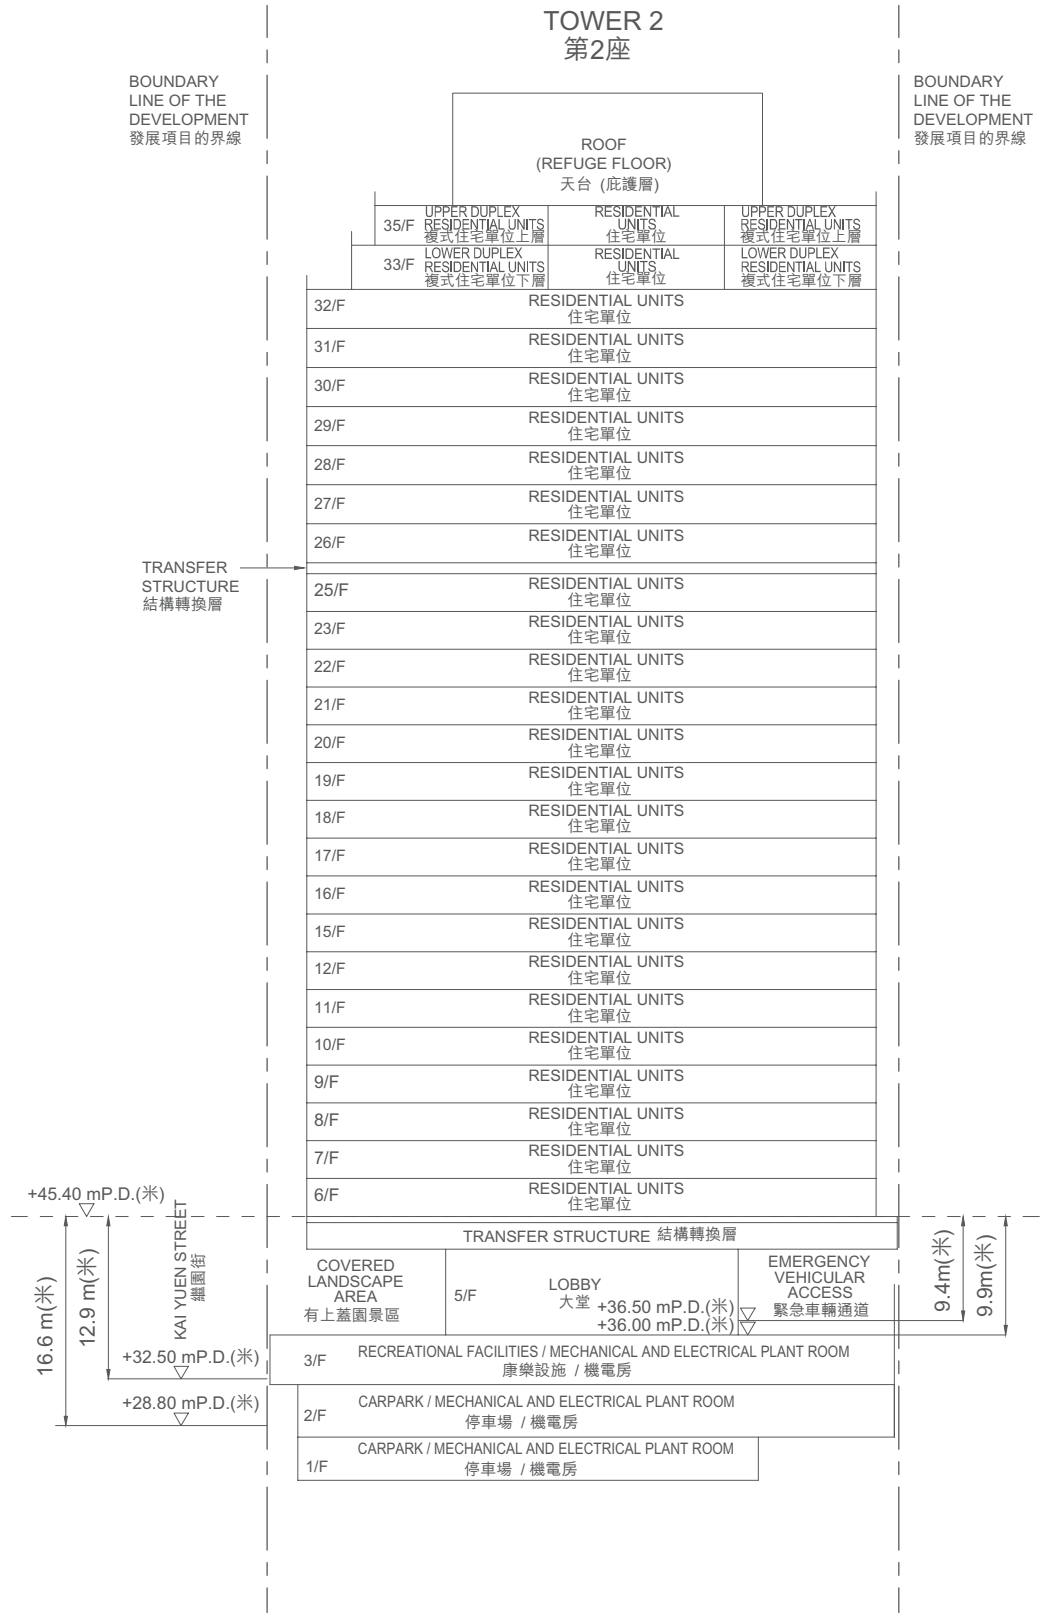 TOWER 2
第2座
BOUNDARY
LINE OF THE
DEVELOPMENT
發展項目的界線
BOUNDARY
LINE OF THE
DEVELOPMENT
發展項目的界線
ROOF
(REFUGE FLOOR)
天台 (庇護層)
35/F
UPPER DUPLEX
RESIDENTIAL UNITS
複式住宅單位上層
RESIDENTIAL
UNITS
住宅單位
UPPER DUPLEX
RESIDENTIAL UNITS
複式住宅單位上層
33/F
LOWER DUPLEX
RESIDENTIAL UNITS
複式住宅單位下層
RESIDENTIAL
UNITS
住宅單位
LOWER DUPLEX
RESIDENTIAL UNITS
複式住宅單位下層
32/F RESIDENTIAL UNITS
住宅單位
31/F RESIDENTIAL UNITS
住宅單位
30/F RESIDENTIAL UNITS
住宅單位
29/F RESIDENTIAL UNITS
住宅單位
28/F RESIDENTIAL UNITS
住宅單位
27/F RESIDENTIAL UNITS
住宅單位
26/F RESIDENTIAL UNITS
住宅單位
TRANSFER
STRUCTURE
結構轉換層
25/F RESIDENTIAL UNITS
住宅單位
23/F RESIDENTIAL UNITS
住宅單位
22/F RESIDENTIAL UNITS
住宅單位
21/F RESIDENTIAL UNITS
住宅單位
20/F RESIDENTIAL UNITS
住宅單位
19/F RESIDENTIAL UNITS
住宅單位
18/F RESIDENTIAL UNITS
住宅單位
17/F RESIDENTIAL UNITS
住宅單位
16/F RESIDENTIAL UNITS
住宅單位
15/F RESIDENTIAL UNITS
住宅單位
12/F RESIDENTIAL UNITS
住宅單位
11/F RESIDENTIAL UNITS
住宅單位
10/F RESIDENTIAL UNITS
住宅單位
9/F RESIDENTIAL UNITS
住宅單位
8/F RESIDENTIAL UNITS
住宅單位
7/F RESIDENTIAL UNITS
住宅單位
6/F RESIDENTIAL UNITS
住宅單位
+45.40 mP.D.(米)
16.6 m(米)
12.9 m(米)
KAI YUEN STREET
繼園街
TRANSFER STRUCTURE 結構轉換層
COVERED
LANDSCAPE
AREA
有上蓋園景區
5/F
LOBBY
大堂
+36.50 mP.D.(米)
+36.00 mP.D.(米)
EMERGENCY
VEHICULAR
ACCESS
緊急車輛通道
9.4m(米)
9.9m(米)
+32.50 mP.D.(米)
3/F RECREATIONAL FACILITIES / MECHANICAL AND ELECTRICAL PLANT ROOM
康樂設施 / 機電房
+28.80 mP.D.(米)
2/F CARPARK / MECHANICAL AND ELECTRICAL PLANT ROOM
停車場 / 機電房
1/F CARPARK / MECHANICAL AND ELECTRICAL PLANT ROOM
停車場 / 機電房